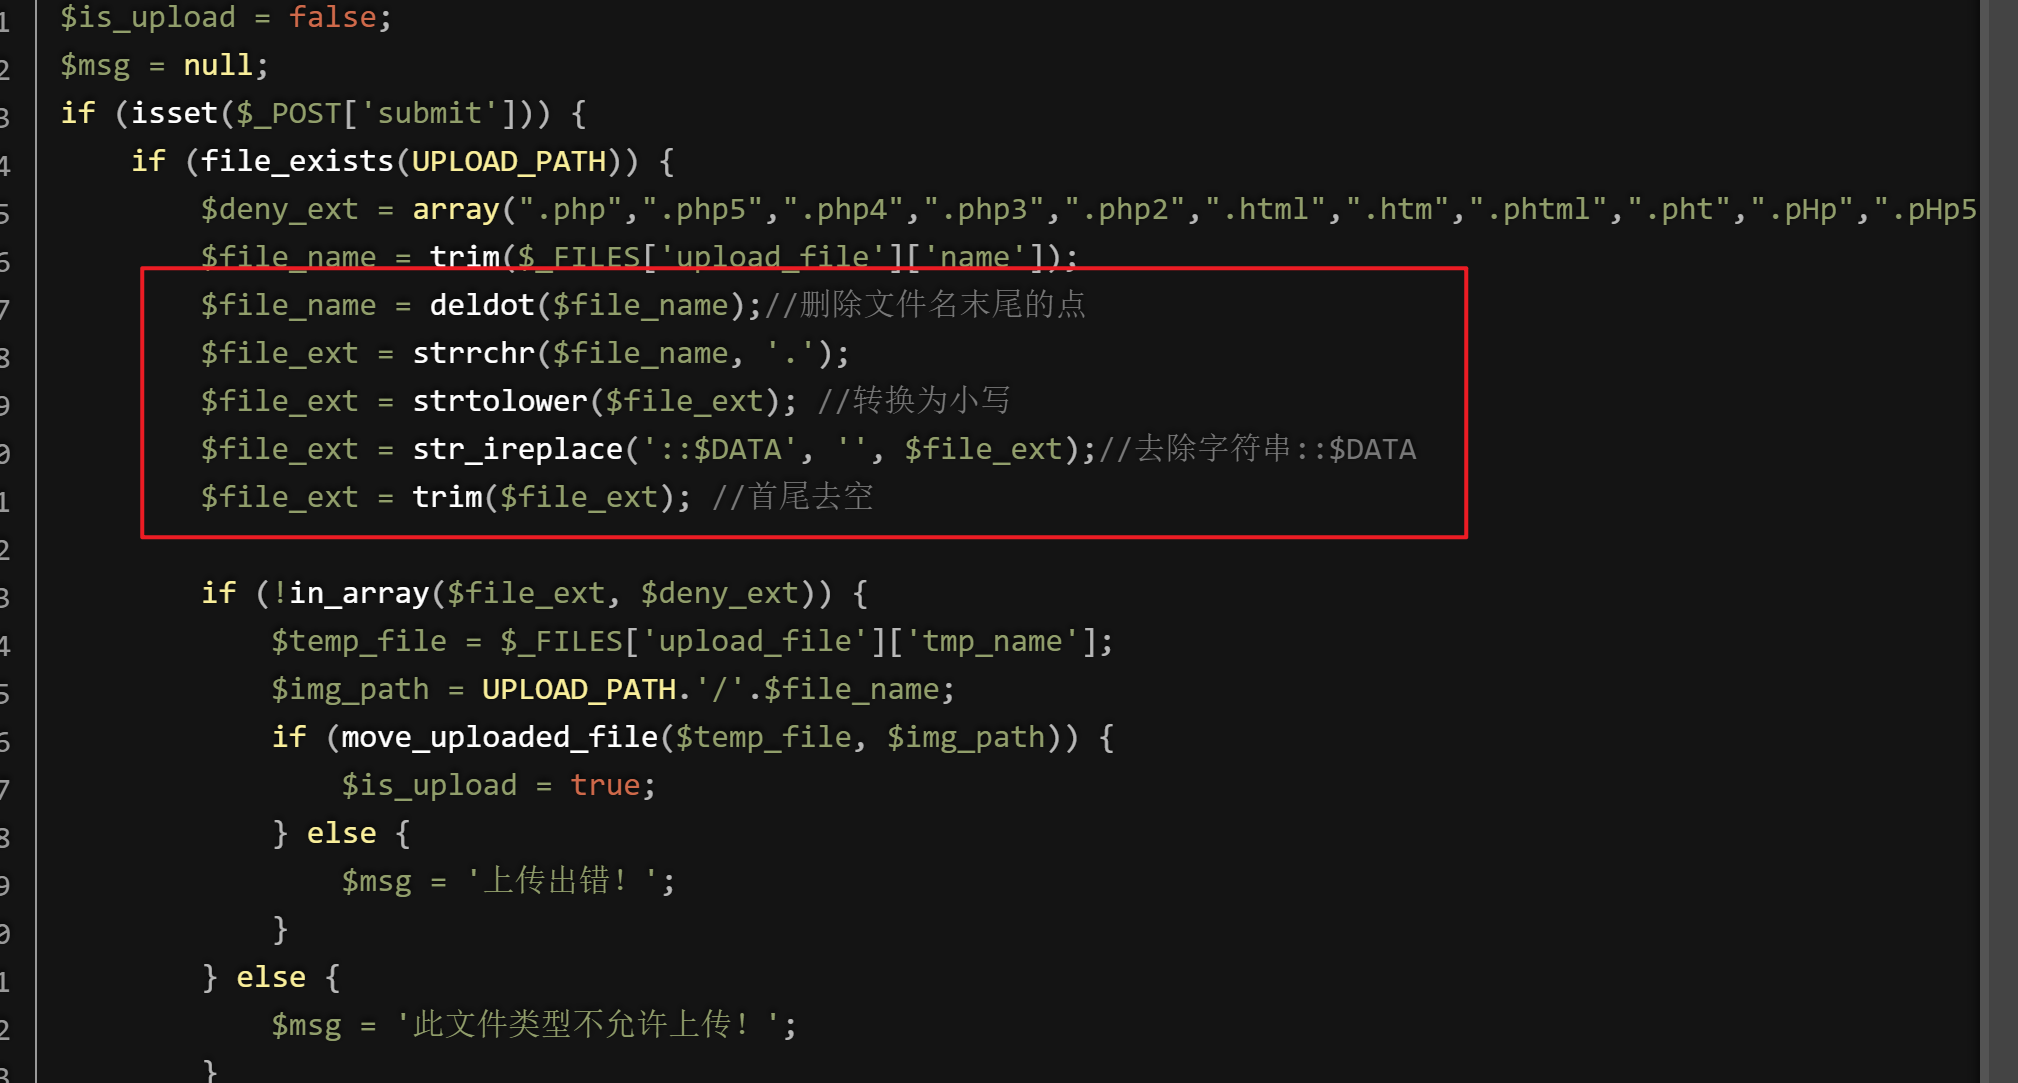 1 $is_upload = false;
2 $msg = null;
3 if (isset($_POST['submit'])) {
4     if (file_exists(UPLOAD_PATH)) {
5         $deny_ext = array(".php",".php5",".php4",".php3",".php2",".html",".htm",".phtml",".pht",".pHp",".pHp5
6         $file_name = trim($_FILES['upload_file']['name']);
7         $file_name = deldot($file_name);//删除文件名末尾的点
8         $file_ext = strrchr($file_name, '.');
9         $file_ext = strtolower($file_ext); //转换为小写
0         $file_ext = str_ireplace('::$DATA', '', $file_ext);//去除字符串::$DATA
1         $file_ext = trim($file_ext); //首尾去空
2
3         if (!in_array($file_ext, $deny_ext)) {
4             $temp_file = $_FILES['upload_file']['tmp_name'];
5             $img_path = UPLOAD_PATH.'/'.$file_name;
6             if (move_uploaded_file($temp_file, $img_path)) {
7                 $is_upload = true;
8             } else {
9                 $msg = '上传出错！';
0             }
1         } else {
2             $msg = '此文件类型不允许上传！';
3         }